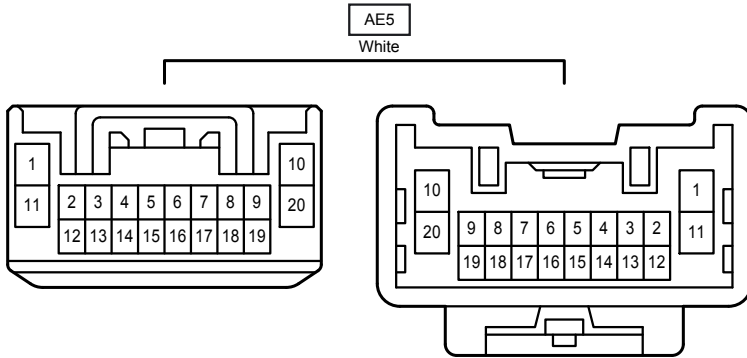 AE5
White
1 10
11 2 3 4 5 6 7 8 9 20
12 13 14 15 16 17 18 19
10 1
20 9 8 7 6 5 4 3 2 11
19 18 17 16 15 14 13 12